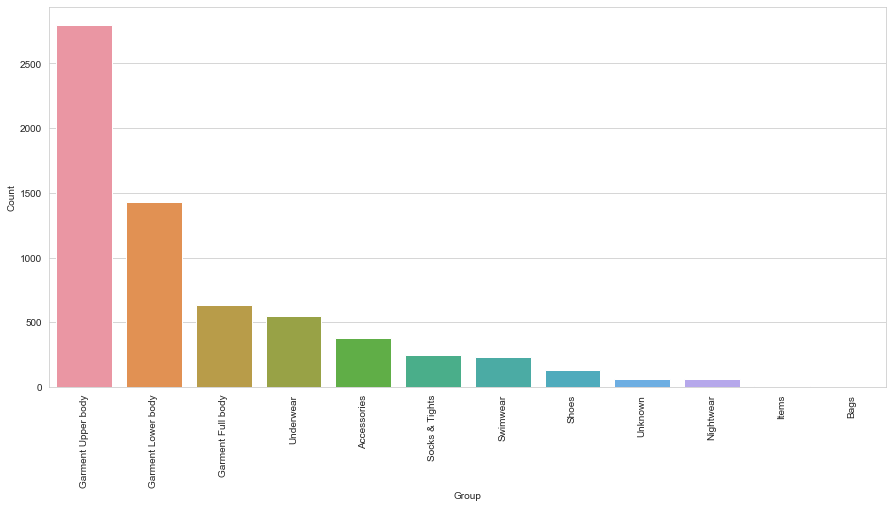 2500
2000
1500
1000
500
0
Count
Garment Upper body
Garment Lower body
Garment Full body
Underwear
Accessories
Socks & Tights
Swimwear
Shoes
Unknown
Nightwear
Items
Bags
Group